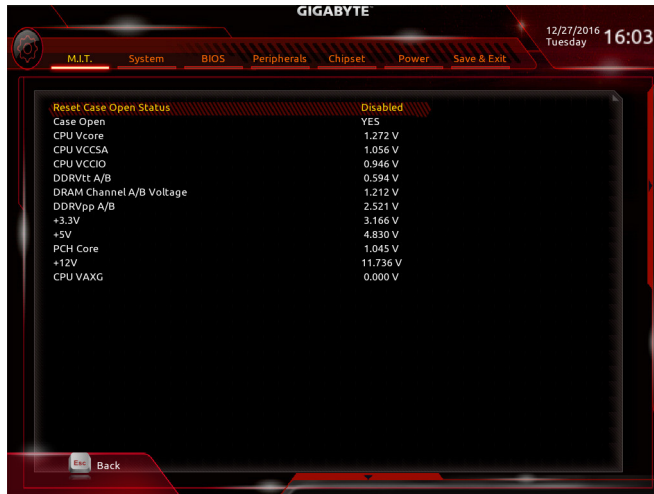 GIGABYTE™
12/27/2016 16:03
Tuesday
M.I.T. System BIOS Peripherals Chipset Power Save & Exit
Reset Case Open Status Disabled
Case Open YES
CPU Vcore 1.272 V
CPU VCCSA 1.056 V
CPU VCCIO 0.946 V
DDRVtt A/B 0.594 V
DRAM Channel A/B Voltage 1.212 V
DDRVpp A/B 2.521 V
+3.3V 3.166 V
+5V 4.830 V
PCH Core 1.045 V
+12V 11.736 V
CPU VAXG 0.000 V
Esc Back